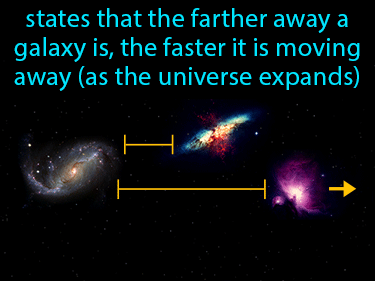 states that the farther away a
galaxy is, the faster it is moving
away (as the universe expands)